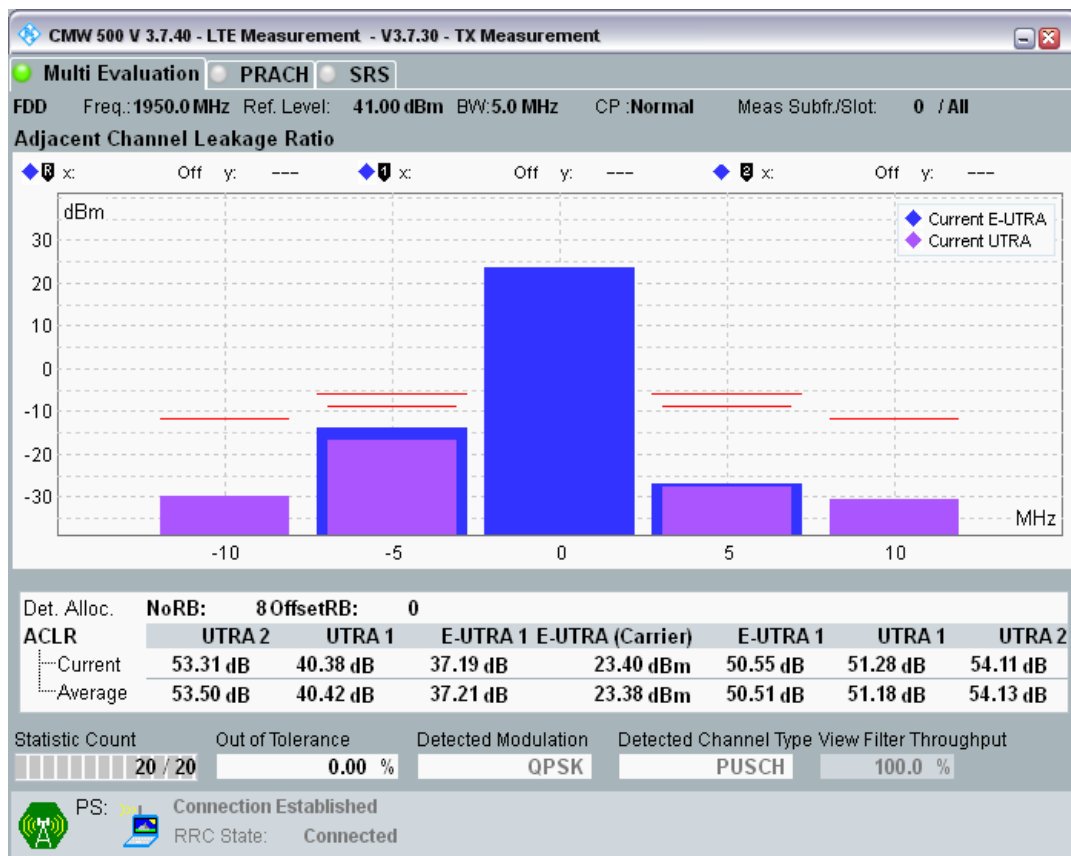 CMW 500 V 3.7.40 - LTE Measurement - V3.7.30 - TX Measurement
Multi Evaluation PRACH SRS
FDD Freq.:1950.0 MHz Ref. Level: 41.00 dBm BW:5.0 MHz CP :Normal Meas Subfr./Slot: 0 / All
Adjacent Channel Leakage Ratio
R x: Off y: --- 1 x: Off y: --- 2 x: Off y: ---
dBm
Current E-UTRA
Current UTRA
30
20
10
0
-10
-20
-30
MHz
-10 -5 0 5 10
Det. Alloc. NoRB: 8 OffsetRB: 0
ACLR UTRA 2 UTRA 1 E-UTRA 1 E-UTRA (Carrier) E-UTRA 1 UTRA 1 UTRA 2
Current 53.31 dB 40.38 dB 37.19 dB 23.40 dBm 50.55 dB 51.28 dB 54.11 dB
Average 53.50 dB 40.42 dB 37.21 dB 23.38 dBm 50.51 dB 51.18 dB 54.13 dB
Statistic Count Out of Tolerance Detected Modulation Detected Channel Type View Filter Throughput
20 / 20 0.00 % QPSK PUSCH 100.0 %
PS: Connection Established
RRC State: Connected